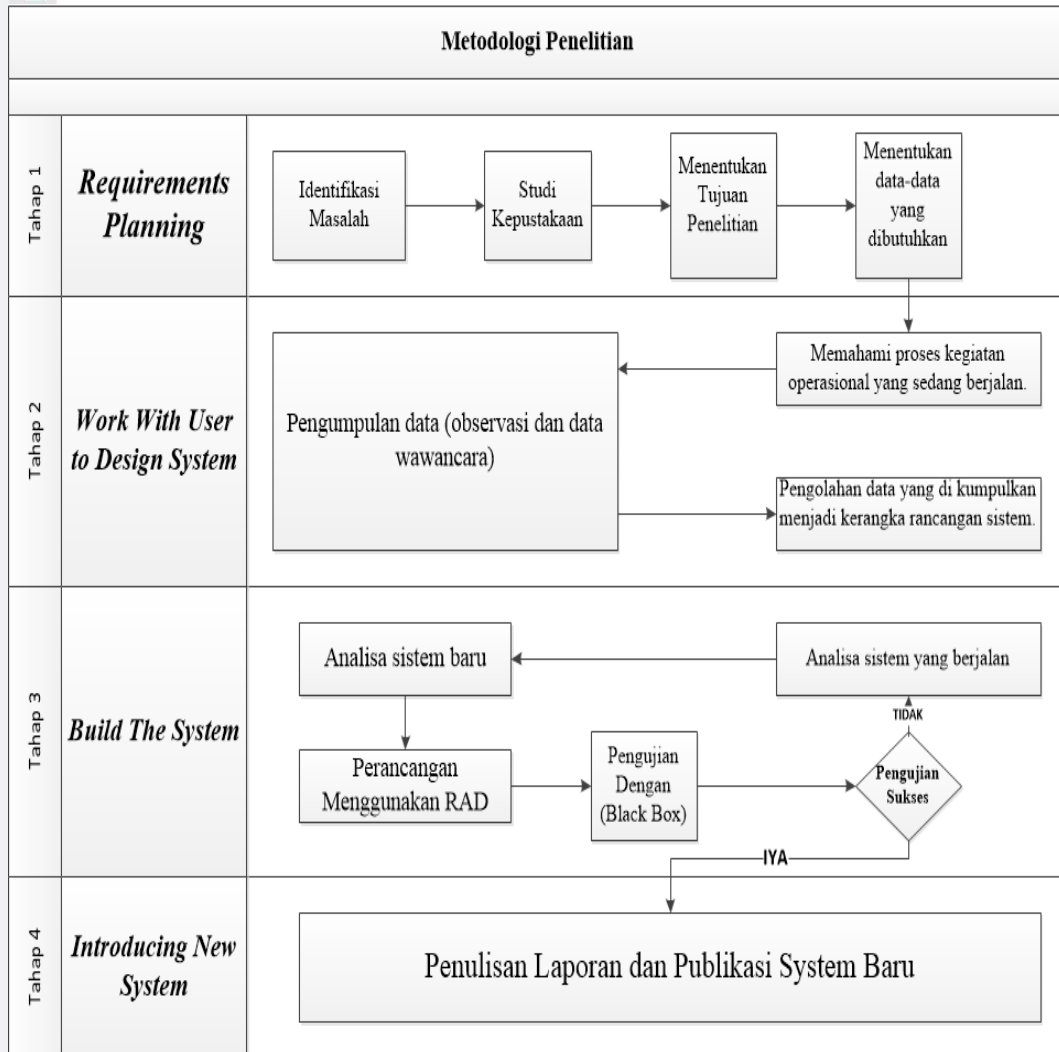 Metodologi Penelitian
Tahap 1
Requirements
Planning
Identifikasi
Masalah
Studi
Kepustakaan
Menentukan
Tujuan
Penelitian
Menentukan
data-data
yang
dibutuhkan
Tahap 2
Work With User
to Design System
Memahami proses kegiatan
operasional yang sedang berjalan.
Pengumpulan data (observasi dan data
wawancara)
Pengolahan data yang di kumpulkan
menjadi kerangka rancangan sistem.
Tahap 3
Build The System
Analisa sistem baru
Analisa sistem yang berjalan
TIDAK
Perancangan
Menggunakan RAD
Pengujian
Dengan
(Black Box)
Pengujian
Sukses
IYA
Tahap 4
Introducing New
System
Penulisan Laporan dan Publikasi System Baru